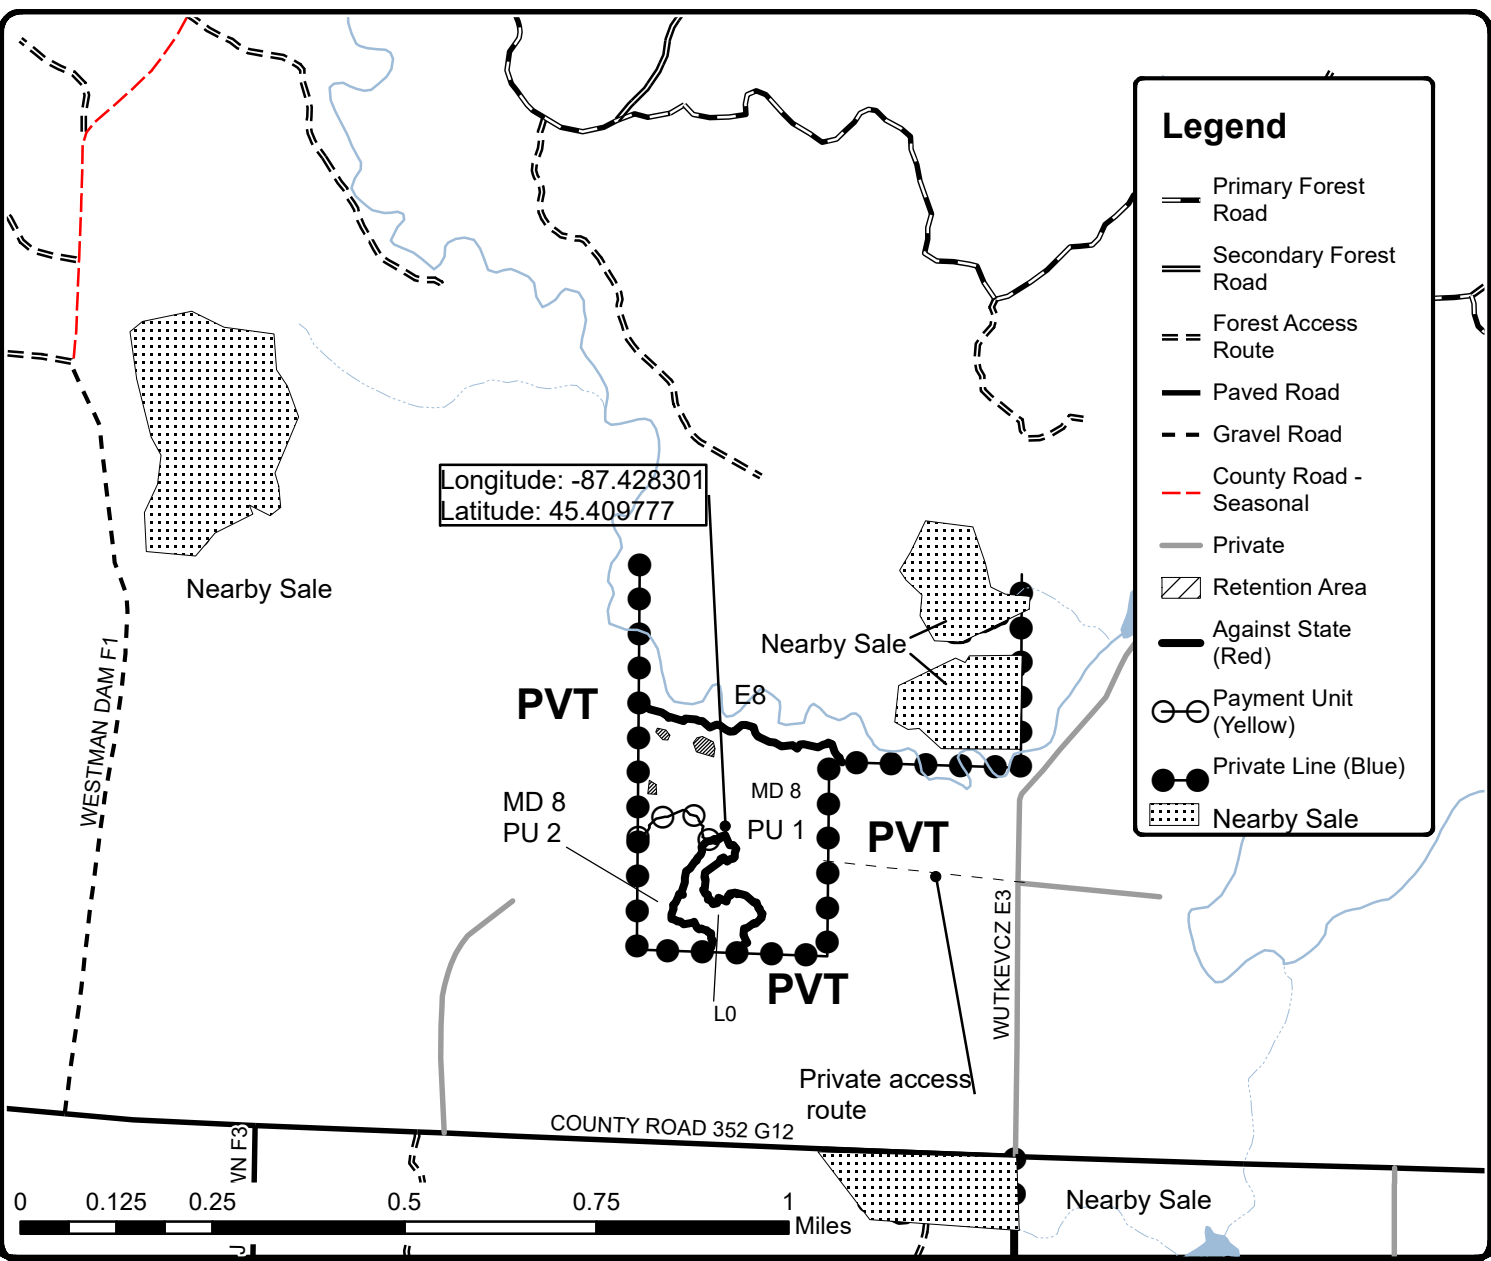 Legend
Primary Forest
Road
Secondary Forest
Road
Forest Access
Route
Paved Road
Gravel Road
County Road -
Seasonal
Private
Retention Area
Against State
(Red)
Payment Unit
(Yellow)
Private Line (Blue)
Nearby Sale
Longitude: -87.428301
Latitude: 45.409777
Nearby Sale
Nearby Sale
WESTMAN DAM F1
PVT
E8
MD 8
PU 2
MD 8
PU 1
PVT
WUTKEVCZ E3
PVT
L0
Private access
route
COUNTY ROAD 352 G12
WN F3
J
Nearby Sale
0 0.125 0.25 0.5 0.75 1
Miles